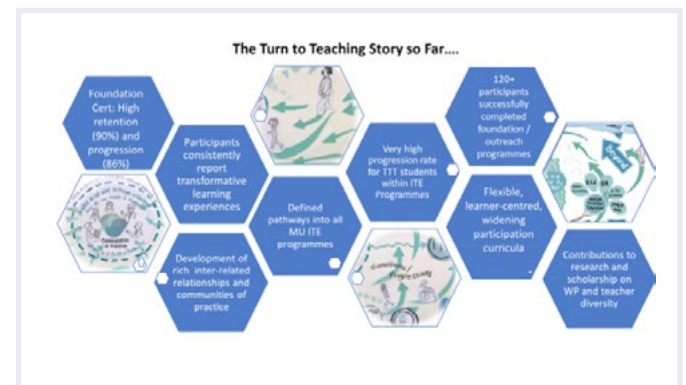 The Turn to Teaching Story so Far....
Foundation
Cert: High
retention
(90%) and
progression
(86%)
Participants
consistently
report
transformative
learning
experiences
Development of
rich inter-related
relationships and
communities of
practice
Defined
pathways into all
MU ITE
programmes
Very high
progression rate
for TTT students
within ITE
Programmes
120+
participants
successfully
completed
foundation /
outreach
programmes
Flexible,
learner-centred,
widening
participation
curricula
Contributions to
research and
scholarship on
WP and teacher
diversity